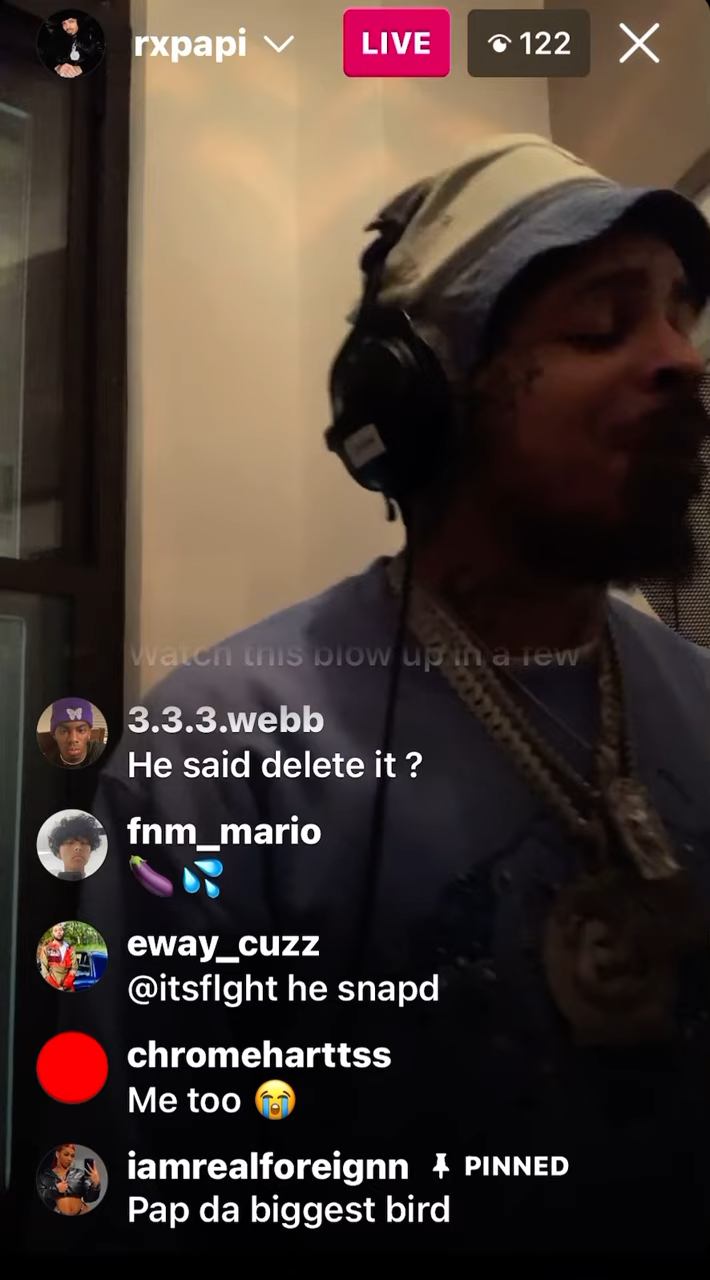 rxpapi
LIVE
122
Watch this blow up in a few
3.3.3.webb
He said delete it ?
fnm_mario
🍆💦
eway_cuzz
@itsflght he snapd
chromeharttss
Me too 😭
iamrealforeignn PINNED
Pap da biggest bird